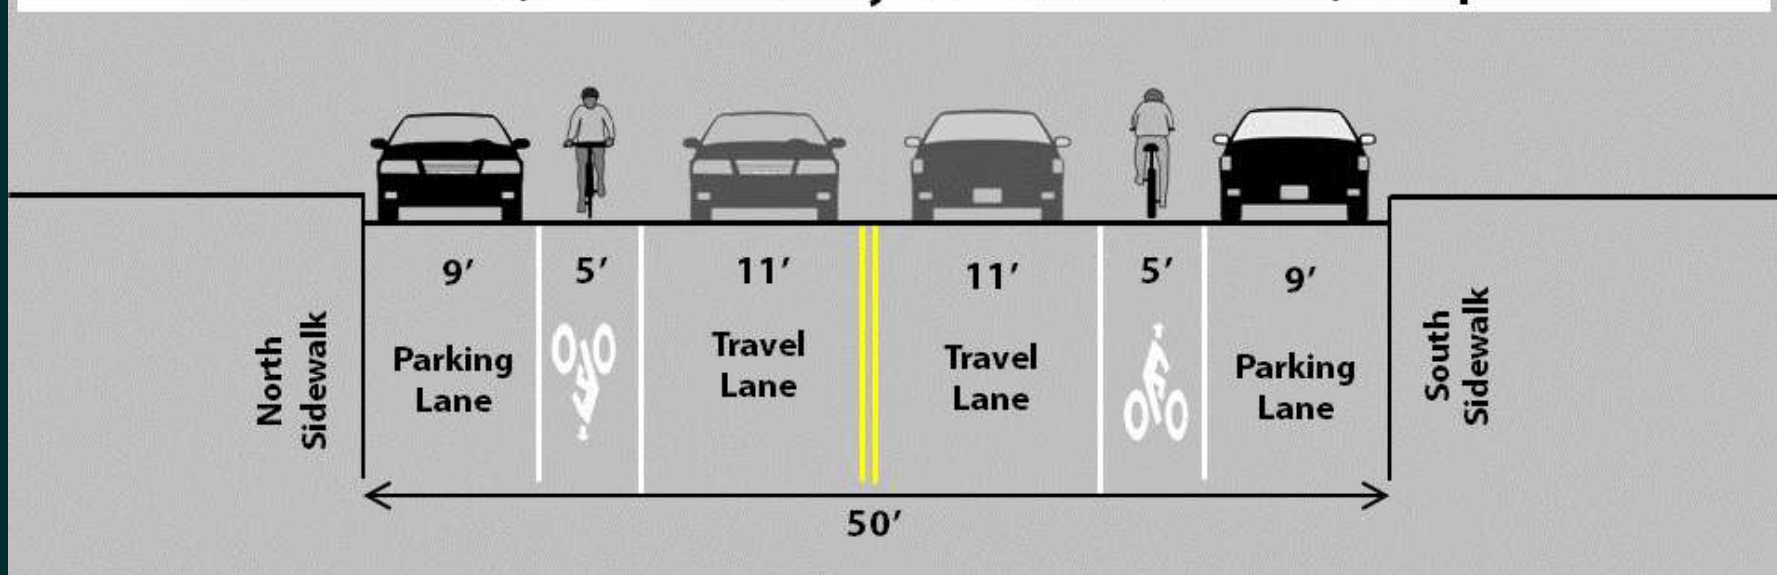 9′
5′
11′
11′
5′
9′
North
Sidewalk
Parking
Lane
Travel
Lane
Travel
Lane
Parking
Lane
South
Sidewalk
50′